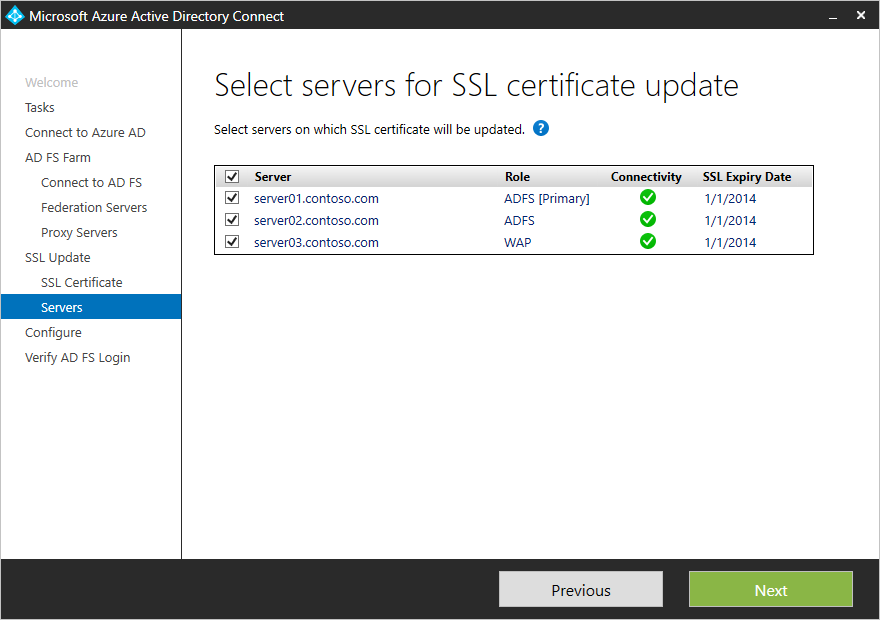 Microsoft Azure Active Directory Connect
Welcome
Tasks
Connect to Azure AD
AD FS Farm
Connect to AD FS
Federation Servers
Proxy Servers
SSL Update
SSL Certificate
Servers
Configure
Verify AD FS Login
Select servers for SSL certificate update
Select servers on which SSL certificate will be updated. ?
Server Role Connectivity SSL Expiry Date
server01.contoso.com ADFS [Primary] 1/1/2014
server02.contoso.com ADFS 1/1/2014
server03.contoso.com WAP 1/1/2014
Previous Next